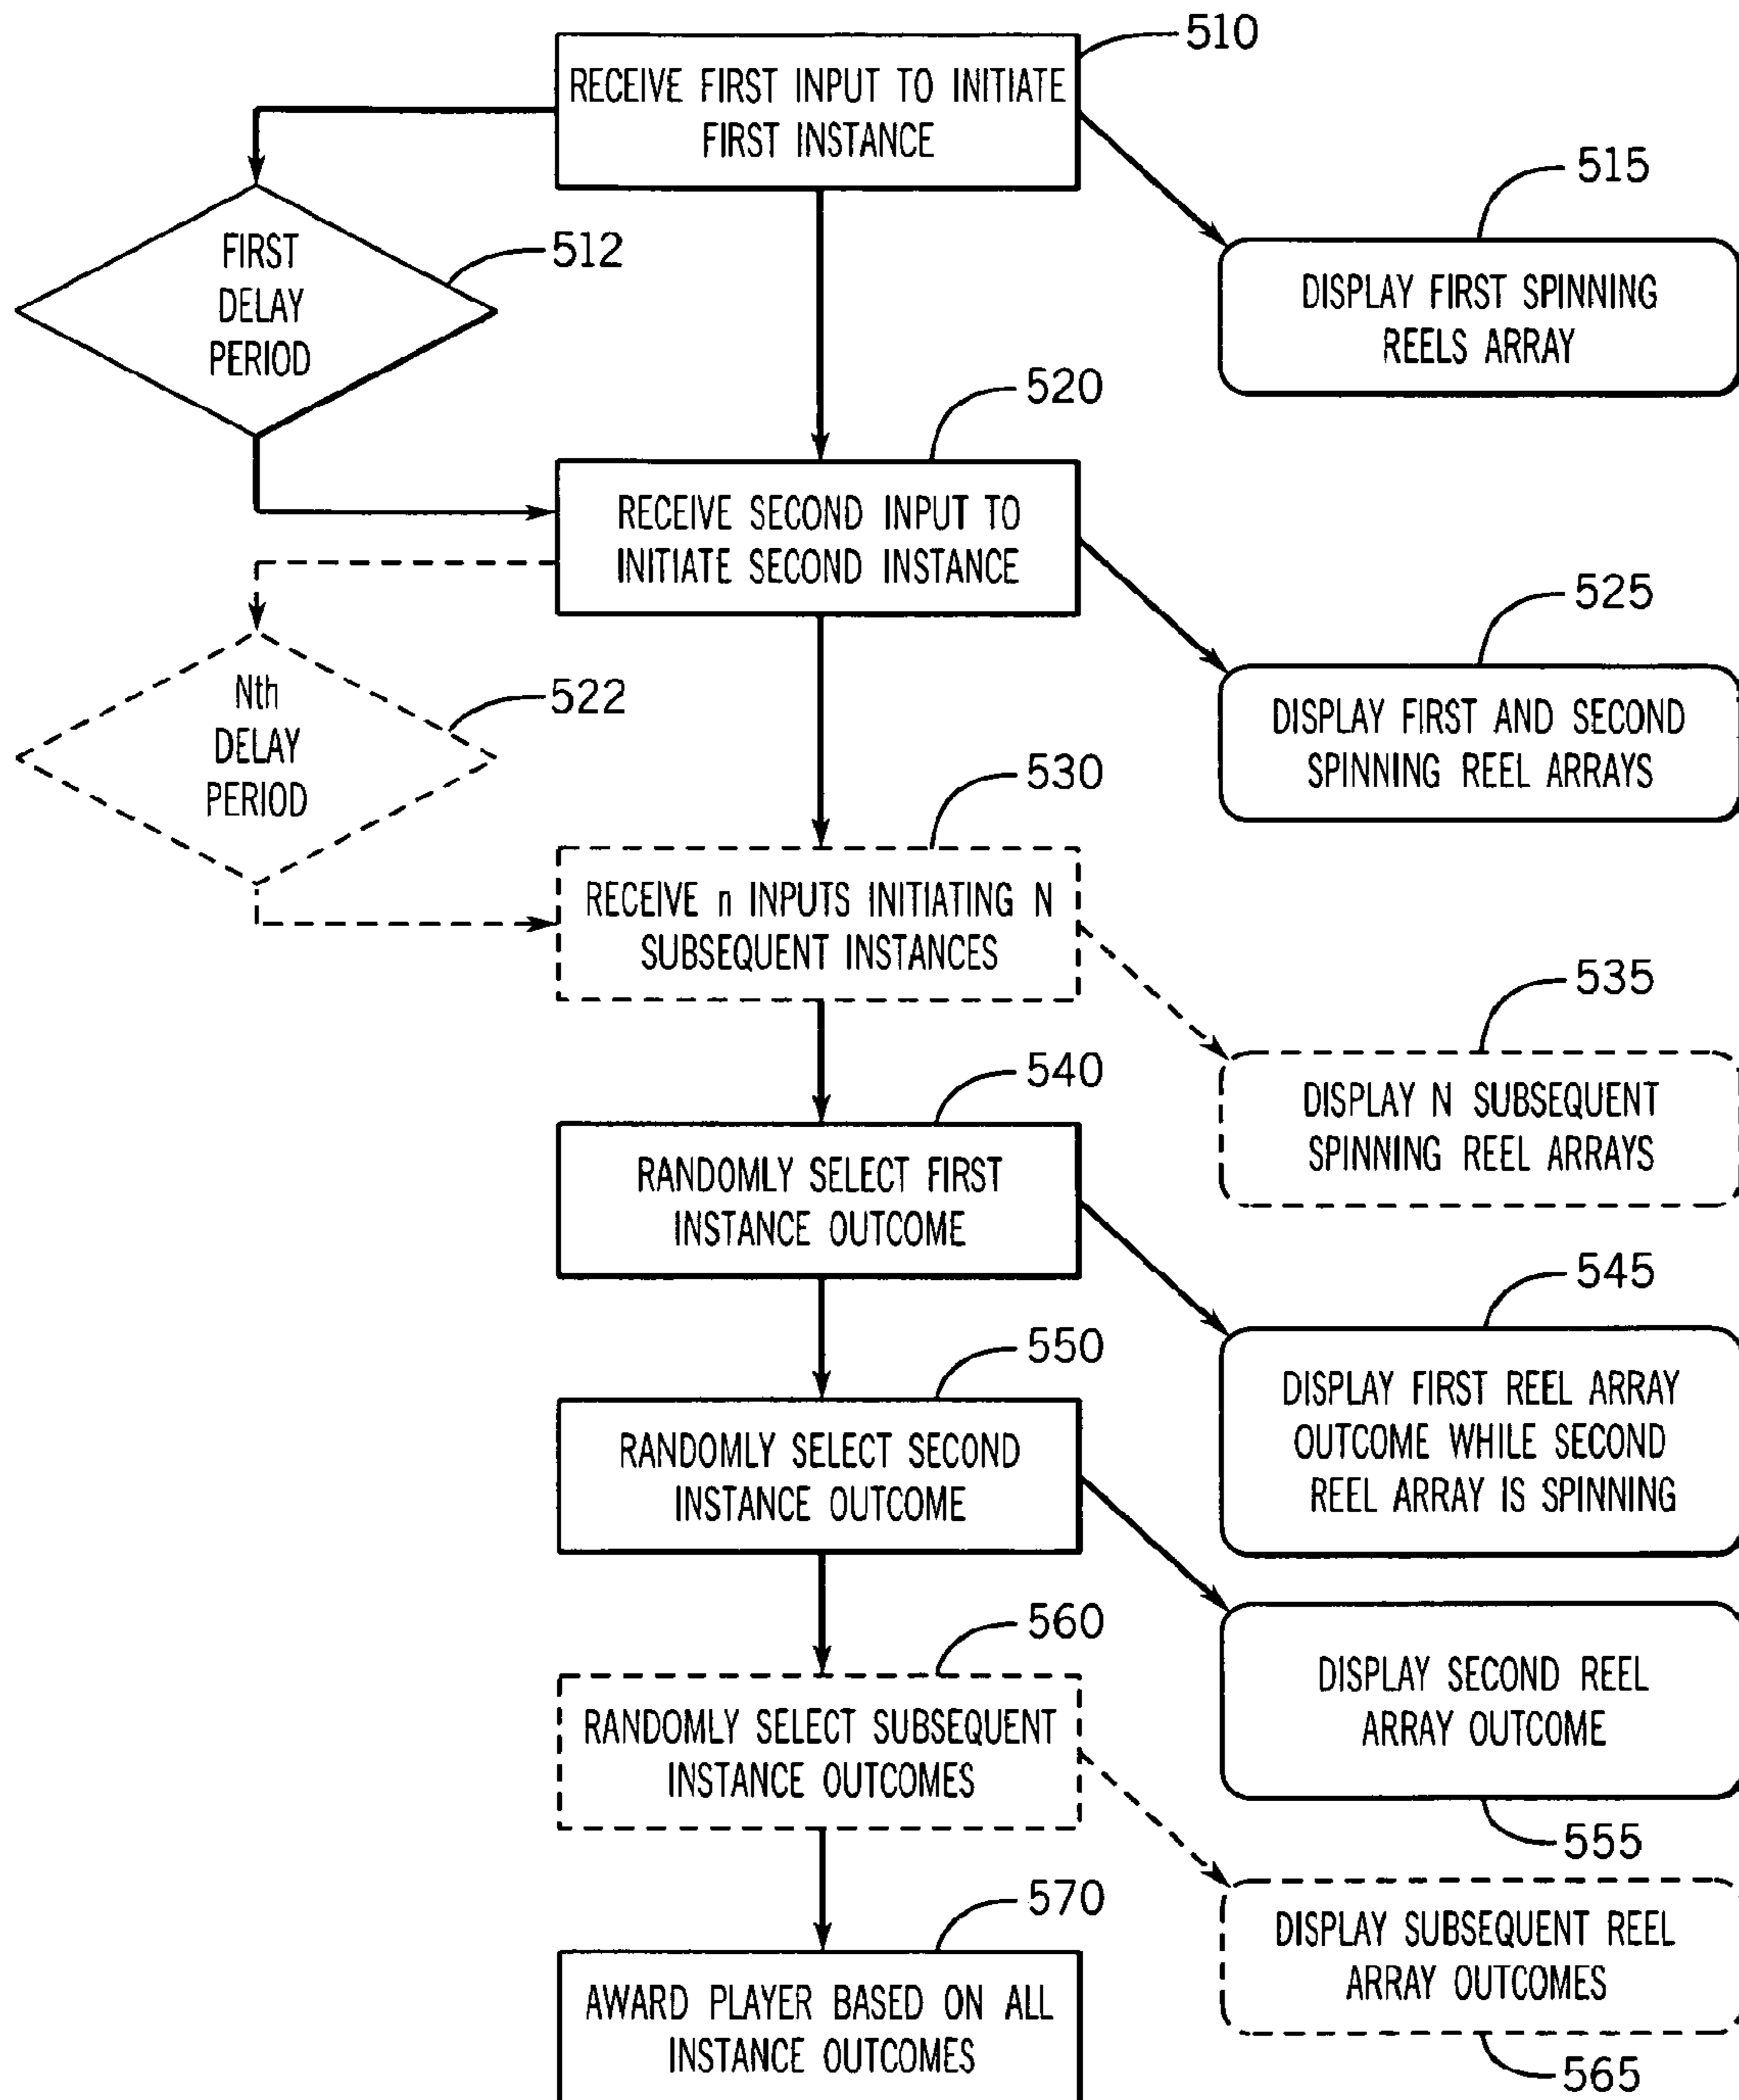 510
RECEIVE FIRST INPUT TO INITIATE
FIRST INSTANCE
515
DISPLAY FIRST SPINNING
REELS ARRAY
FIRST
DELAY
PERIOD
512
520
RECEIVE SECOND INPUT TO
INITIATE SECOND INSTANCE
525
DISPLAY FIRST AND SECOND
SPINNING REEL ARRAYS
Nth
DELAY
PERIOD
522
530
RECEIVE n INPUTS INITIATING N
SUBSEQUENT INSTANCES
535
DISPLAY N SUBSEQUENT
SPINNING REEL ARRAYS
540
RANDOMLY SELECT FIRST
INSTANCE OUTCOME
545
DISPLAY FIRST REEL ARRAY
OUTCOME WHILE SECOND
REEL ARRAY IS SPINNING
550
RANDOMLY SELECT SECOND
INSTANCE OUTCOME
DISPLAY SECOND REEL
ARRAY OUTCOME
555
560
RANDOMLY SELECT SUBSEQUENT
INSTANCE OUTCOMES
DISPLAY SUBSEQUENT REEL
ARRAY OUTCOMES
565
570
AWARD PLAYER BASED ON ALL
INSTANCE OUTCOMES